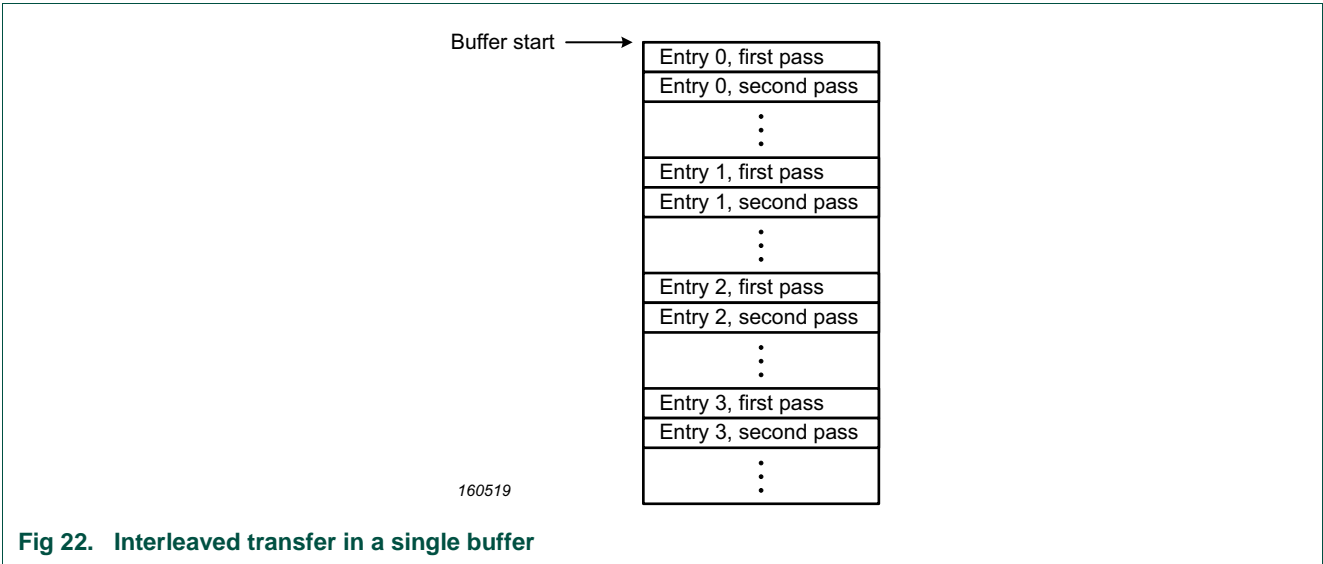 Buffer start
Entry 0, first pass
Entry 0, second pass
Entry 1, first pass
Entry 1, second pass
Entry 2, first pass
Entry 2, second pass
Entry 3, first pass
Entry 3, second pass
160519
Fig 22. Interleaved transfer in a single buffer